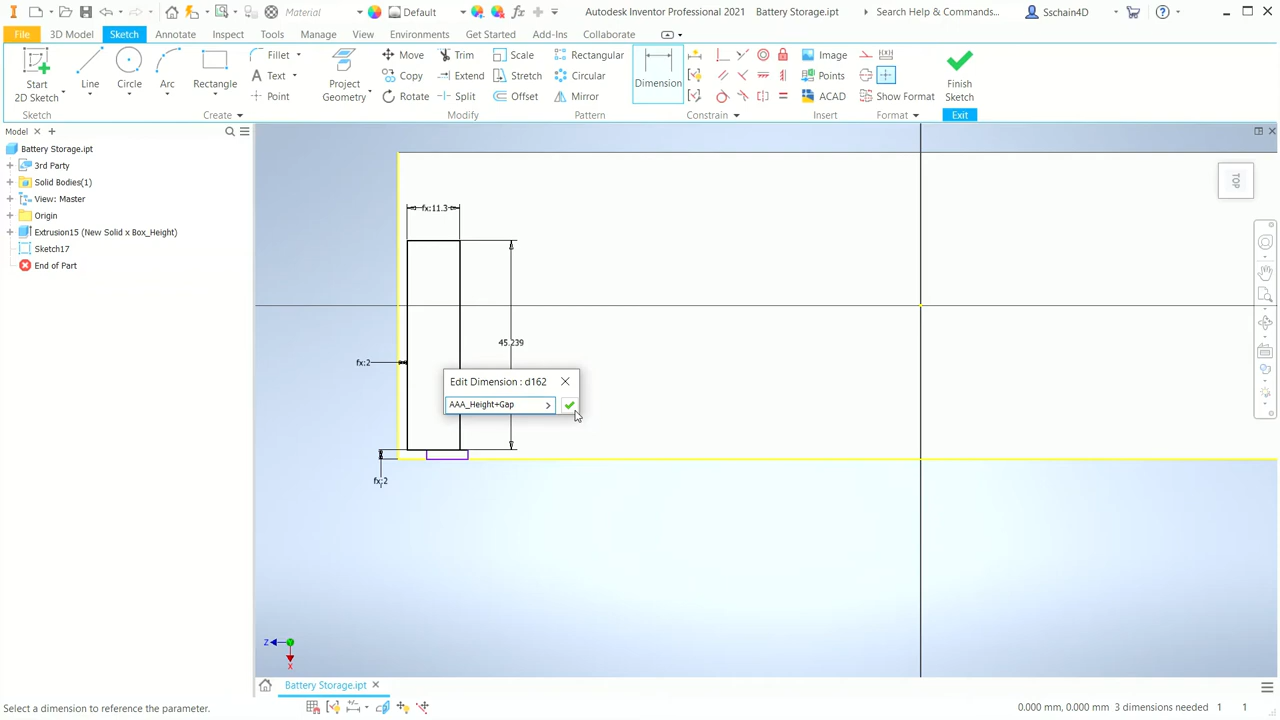 Material
Default
fx
Autodesk Inventor Professional 2021 Battery Storage.ipt
Search Help & Commands...
Sschain4D
File
3D Model
Sketch
Annotate
Inspect
Tools
Manage
View
Environments
Get Started
Add-Ins
Collaborate
Start
2D Sketch
Line
Circle
Arc
Rectangle
Fillet
Text
Point
Project
Geometry
Move
Copy
Rotate
Trim
Extend
Split
Scale
Stretch
Offset
Rectangular
Circular
Mirror
Dimension
Image
Points
ACAD
Show Format
Finish
Sketch
Sketch
Create
Modify
Pattern
Constrain
Insert
Format
Exit
Model
Battery Storage.ipt
3rd Party
Solid Bodies(1)
View: Master
Origin
Extrusion15 (New Solid x Box_Height)
Sketch17
End of Part
TOP
fx:11.3
45.239
fx:2
Edit Dimension : d162
AAA_Height+Gap
fx:2
Z
X
Battery Storage.ipt
Select a dimension to reference the parameter.
0.000 mm, 0.000 mm 3 dimensions needed 1 1